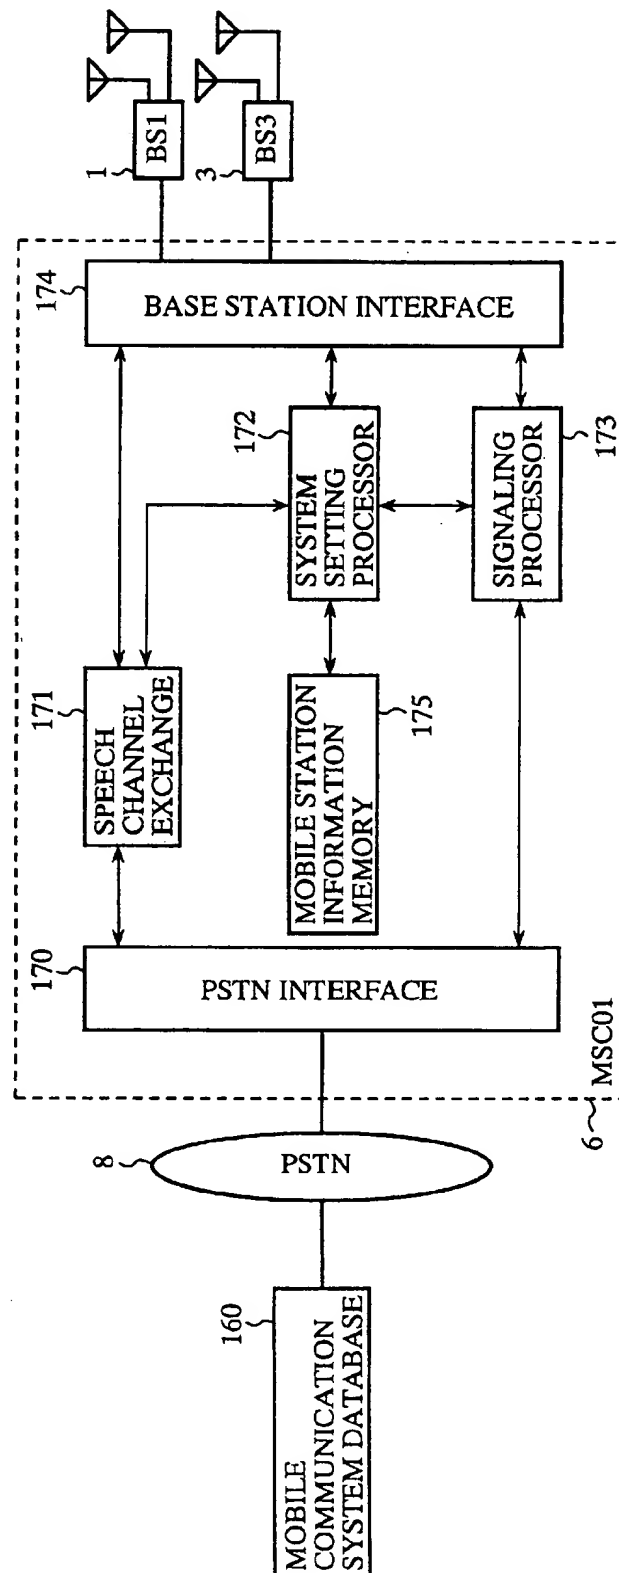 MOBILE
COMMUNICATION
SYSTEM DATABASE
160
PSTN
8
6
MSC01
PSTN INTERFACE
170
SPEECH
CHANNEL
EXCHANGE
171
MOBILE STATION
INFORMATION
MEMORY
175
SYSTEM
SETTING
PROCESSOR
172
SIGNALING
PROCESSOR
173
BASE STATION INTERFACE
174
BS1
1
BS3
3